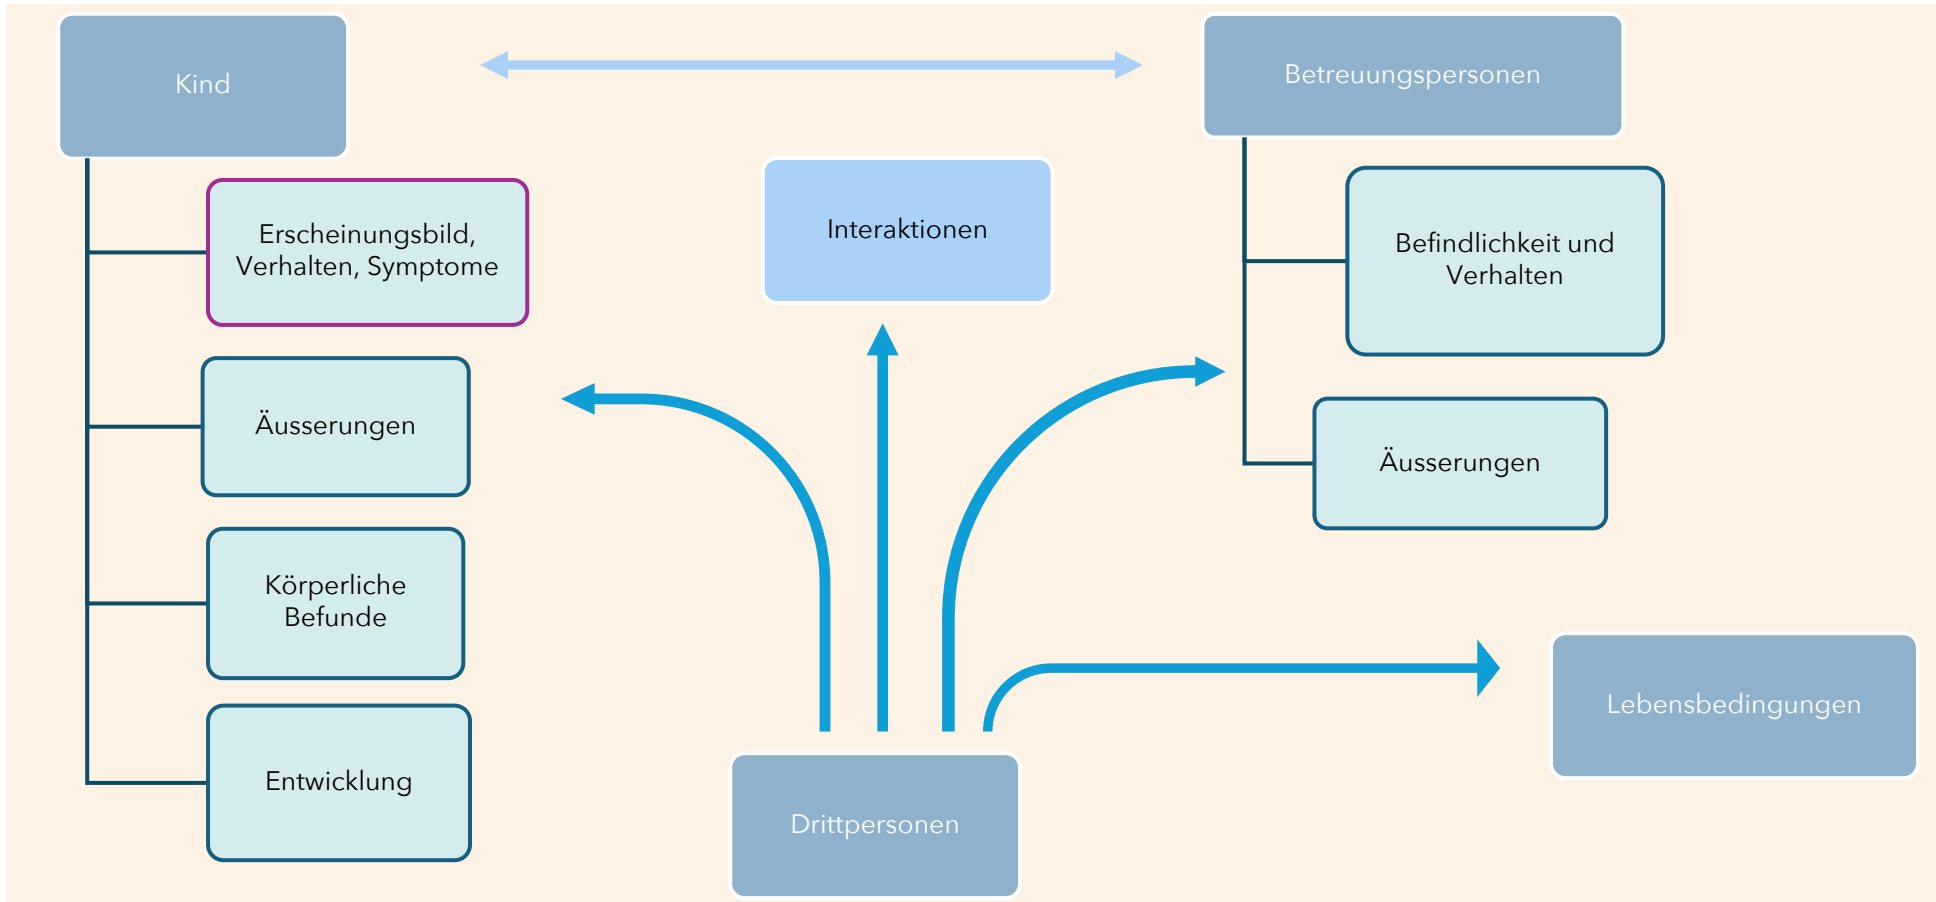 Kind
Betreuungspersonen
Interaktionen
Erscheinungsbild,
Verhalten, Symptome
Befindlichkeit und
Verhalten
Äusserungen
Äusserungen
Körperliche
Befunde
Lebensbedingungen
Entwicklung
Drittpersonen